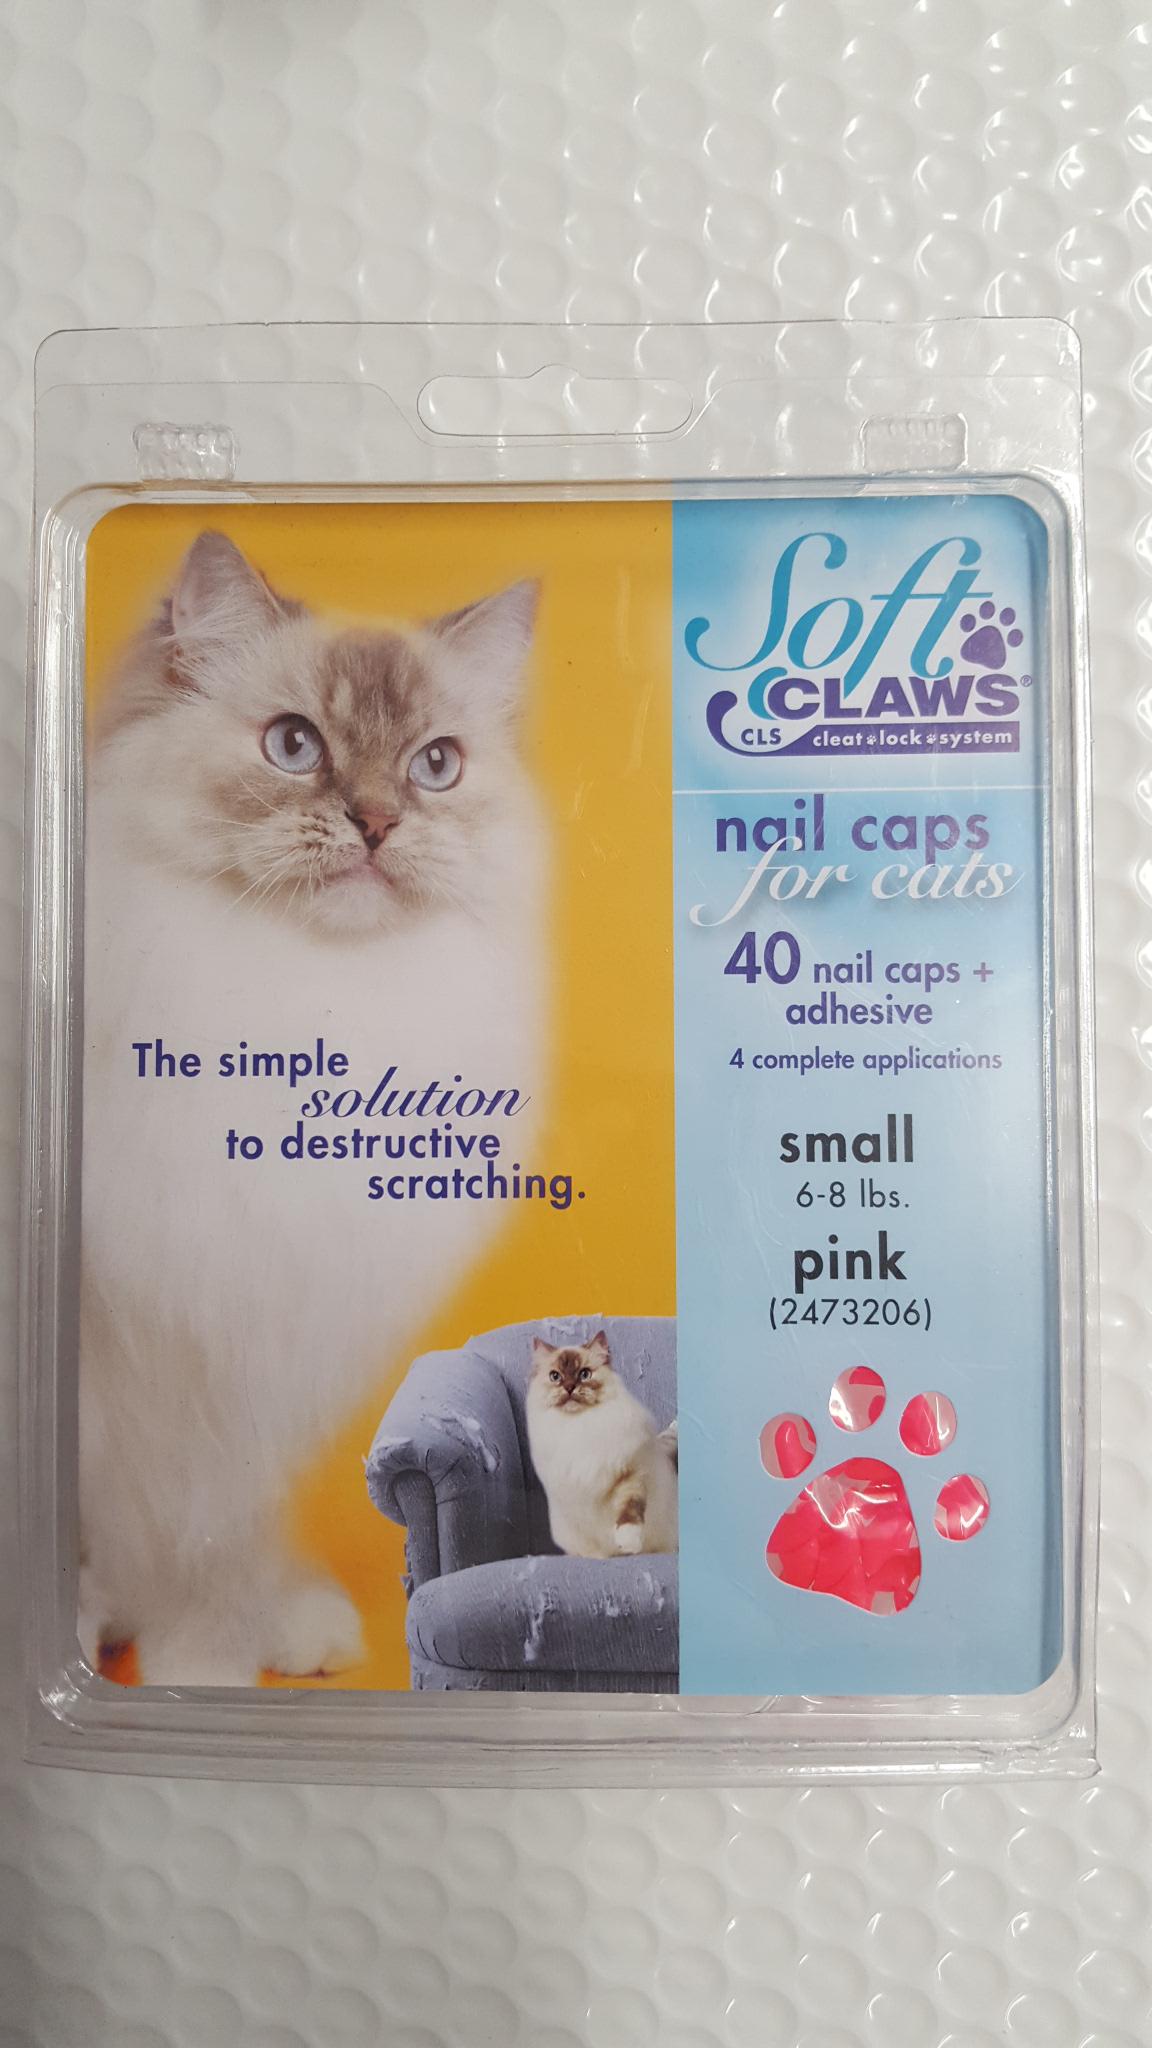 Soft
CLAWS®
CLS cleat lock system
nail caps
for cats
40 nail caps +
adhesive
4 complete applications
small
6-8 lbs.
pink
(2473206)
The simple
solution
to destructive
scratching.